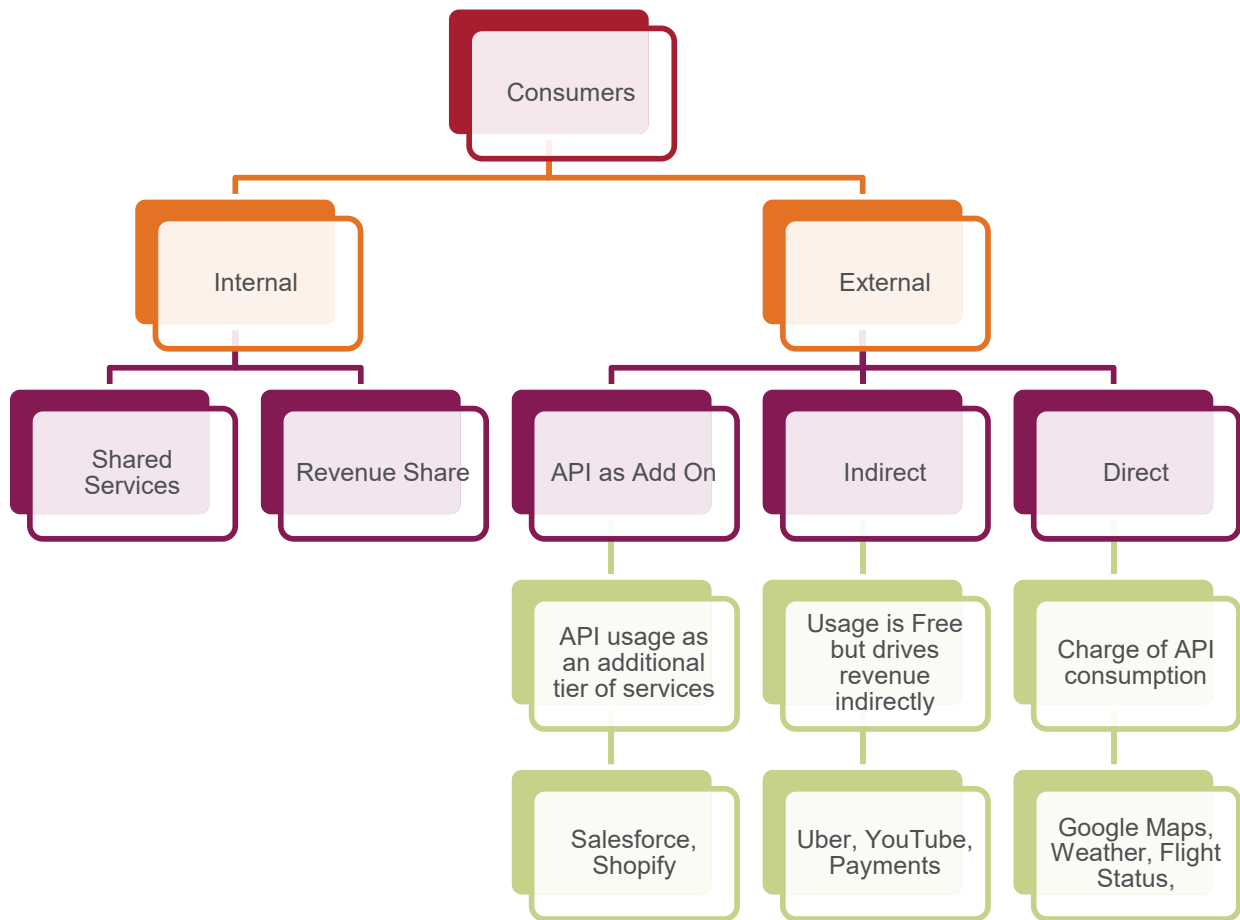 Consumers
Internal
External
Shared
Services
Revenue Share
API as Add On
Indirect
Direct
API usage as
an additional
tier of services
Usage is Free
but drives
revenue
indirectly
Charge of API
consumption
Salesforce,
Shopify
Uber, YouTube,
Payments
Google Maps,
Weather, Flight
Status,